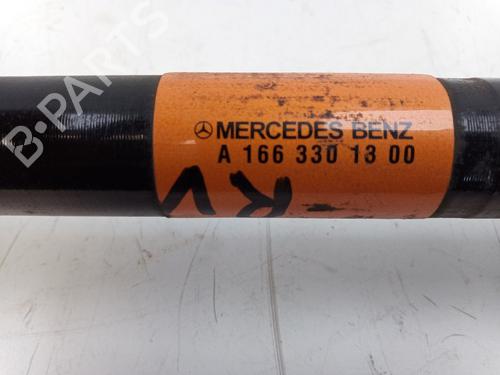 MERCEDES BENZ
A 166 330 13 00
RV
B-PARTS